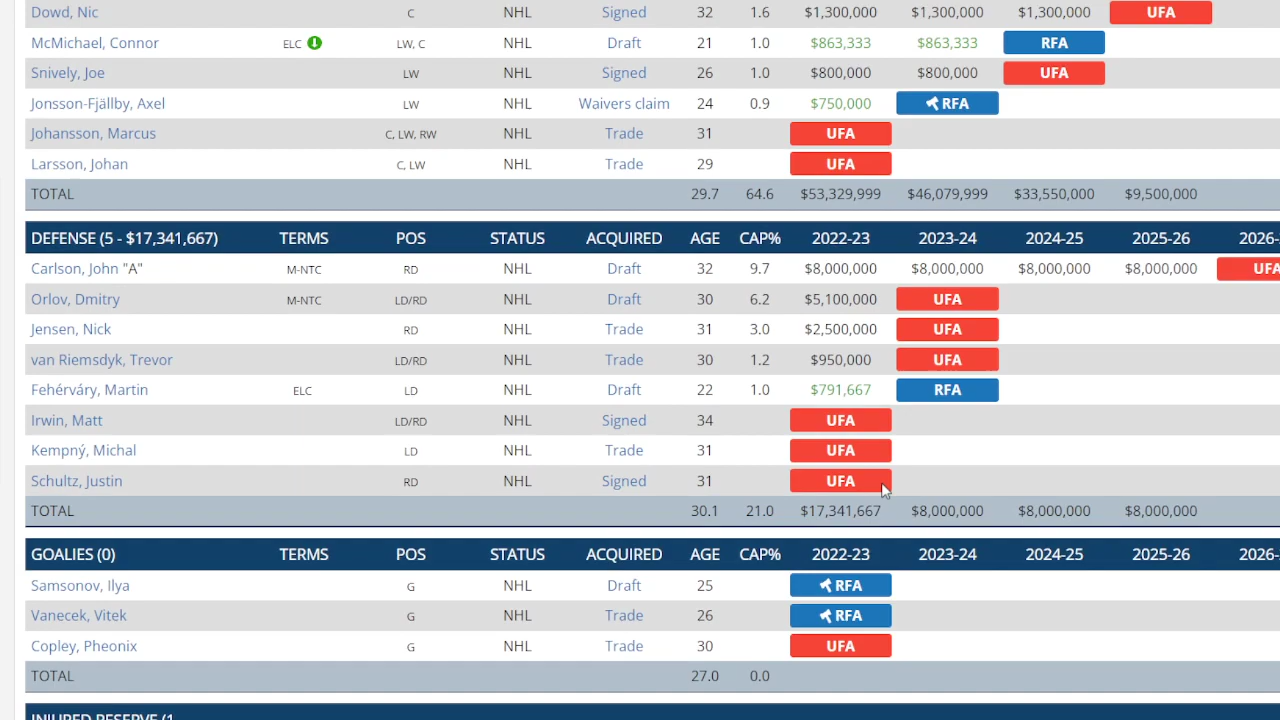 Dowd, Nic C NHL Signed 32 1.6 $1,300,000 $1,300,000 $1,300,000 UFA
McMichael, Connor ELC LW, C NHL Draft 21 1.0 $863,333 $863,333 RFA
Snively, Joe LW NHL Signed 26 1.0 $800,000 $800,000 UFA
Jonsson-Fjällby, Axel LW NHL Waivers claim 24 0.9 $750,000 RFA
Johansson, Marcus C, LW, RW NHL Trade 31 UFA
Larsson, Johan C, LW NHL Trade 29 UFA
TOTAL 29.7 64.6 $53,329,999 $46,079,999 $33,550,000 $9,500,000
DEFENSE (5 - $17,341,667) TERMS POS STATUS ACQUIRED AGE CAP% 2022-23 2023-24 2024-25 2025-26 2026-
Carlson, John "A" M-NTC RD NHL Draft 32 9.7 $8,000,000 $8,000,000 $8,000,000 $8,000,000 UFA
Orlov, Dmitry M-NTC LD/RD NHL Draft 30 6.2 $5,100,000 UFA
Jensen, Nick RD NHL Trade 31 3.0 $2,500,000 UFA
van Riemsdyk, Trevor LD/RD NHL Trade 30 1.2 $950,000 UFA
Fehérváry, Martin ELC LD NHL Draft 22 1.0 $791,667 RFA
Irwin, Matt LD/RD NHL Signed 34 UFA
Kempný, Michal LD NHL Trade 31 UFA
Schultz, Justin RD NHL Signed 31 UFA
TOTAL 30.1 21.0 $17,341,667 $8,000,000 $8,000,000 $8,000,000
GOALIES (0) TERMS POS STATUS ACQUIRED AGE CAP% 2022-23 2023-24 2024-25 2025-26 2026-
Samsonov, Ilya G NHL Draft 25 RFA
Vanecek, Vitek G NHL Trade 26 RFA
Copley, Pheonix G NHL Trade 30 UFA
TOTAL 27.0 0.0
INJURED RESERVE (1